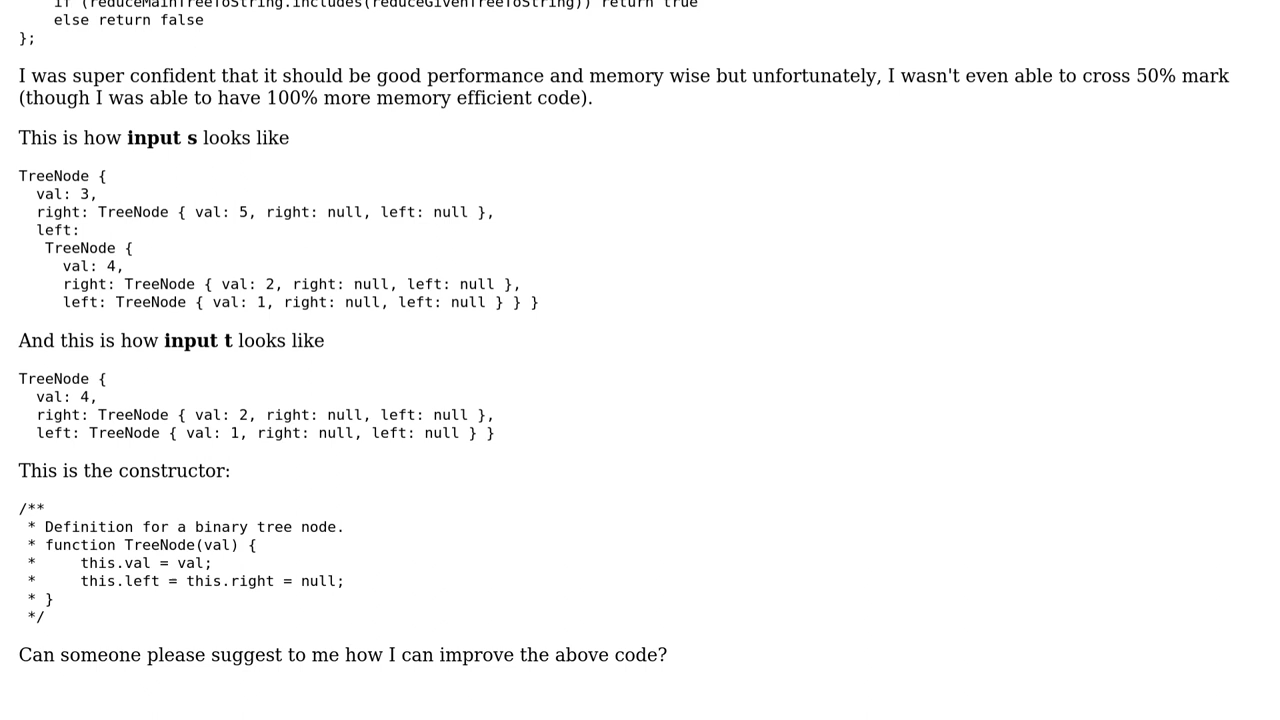 if (reduceMainTreeToString.includes(reduceGivenTreeToString)) return true
else return false
};
I was super confident that it should be good performance and memory wise but unfortunately, I wasn't even able to cross 50% mark
(though I was able to have 100% more memory efficient code).
This is how input s looks like
TreeNode {
  val: 3,
  right: TreeNode { val: 5, right: null, left: null },
  left:
   TreeNode {
     val: 4,
     right: TreeNode { val: 2, right: null, left: null },
     left: TreeNode { val: 1, right: null, left: null } } }
And this is how input t looks like
TreeNode {
  val: 4,
  right: TreeNode { val: 2, right: null, left: null },
  left: TreeNode { val: 1, right: null, left: null } }
This is the constructor:
/**
 * Definition for a binary tree node.
 * function TreeNode(val) {
 *     this.val = val;
 *     this.left = this.right = null;
 * }
 */
Can someone please suggest to me how I can improve the above code?